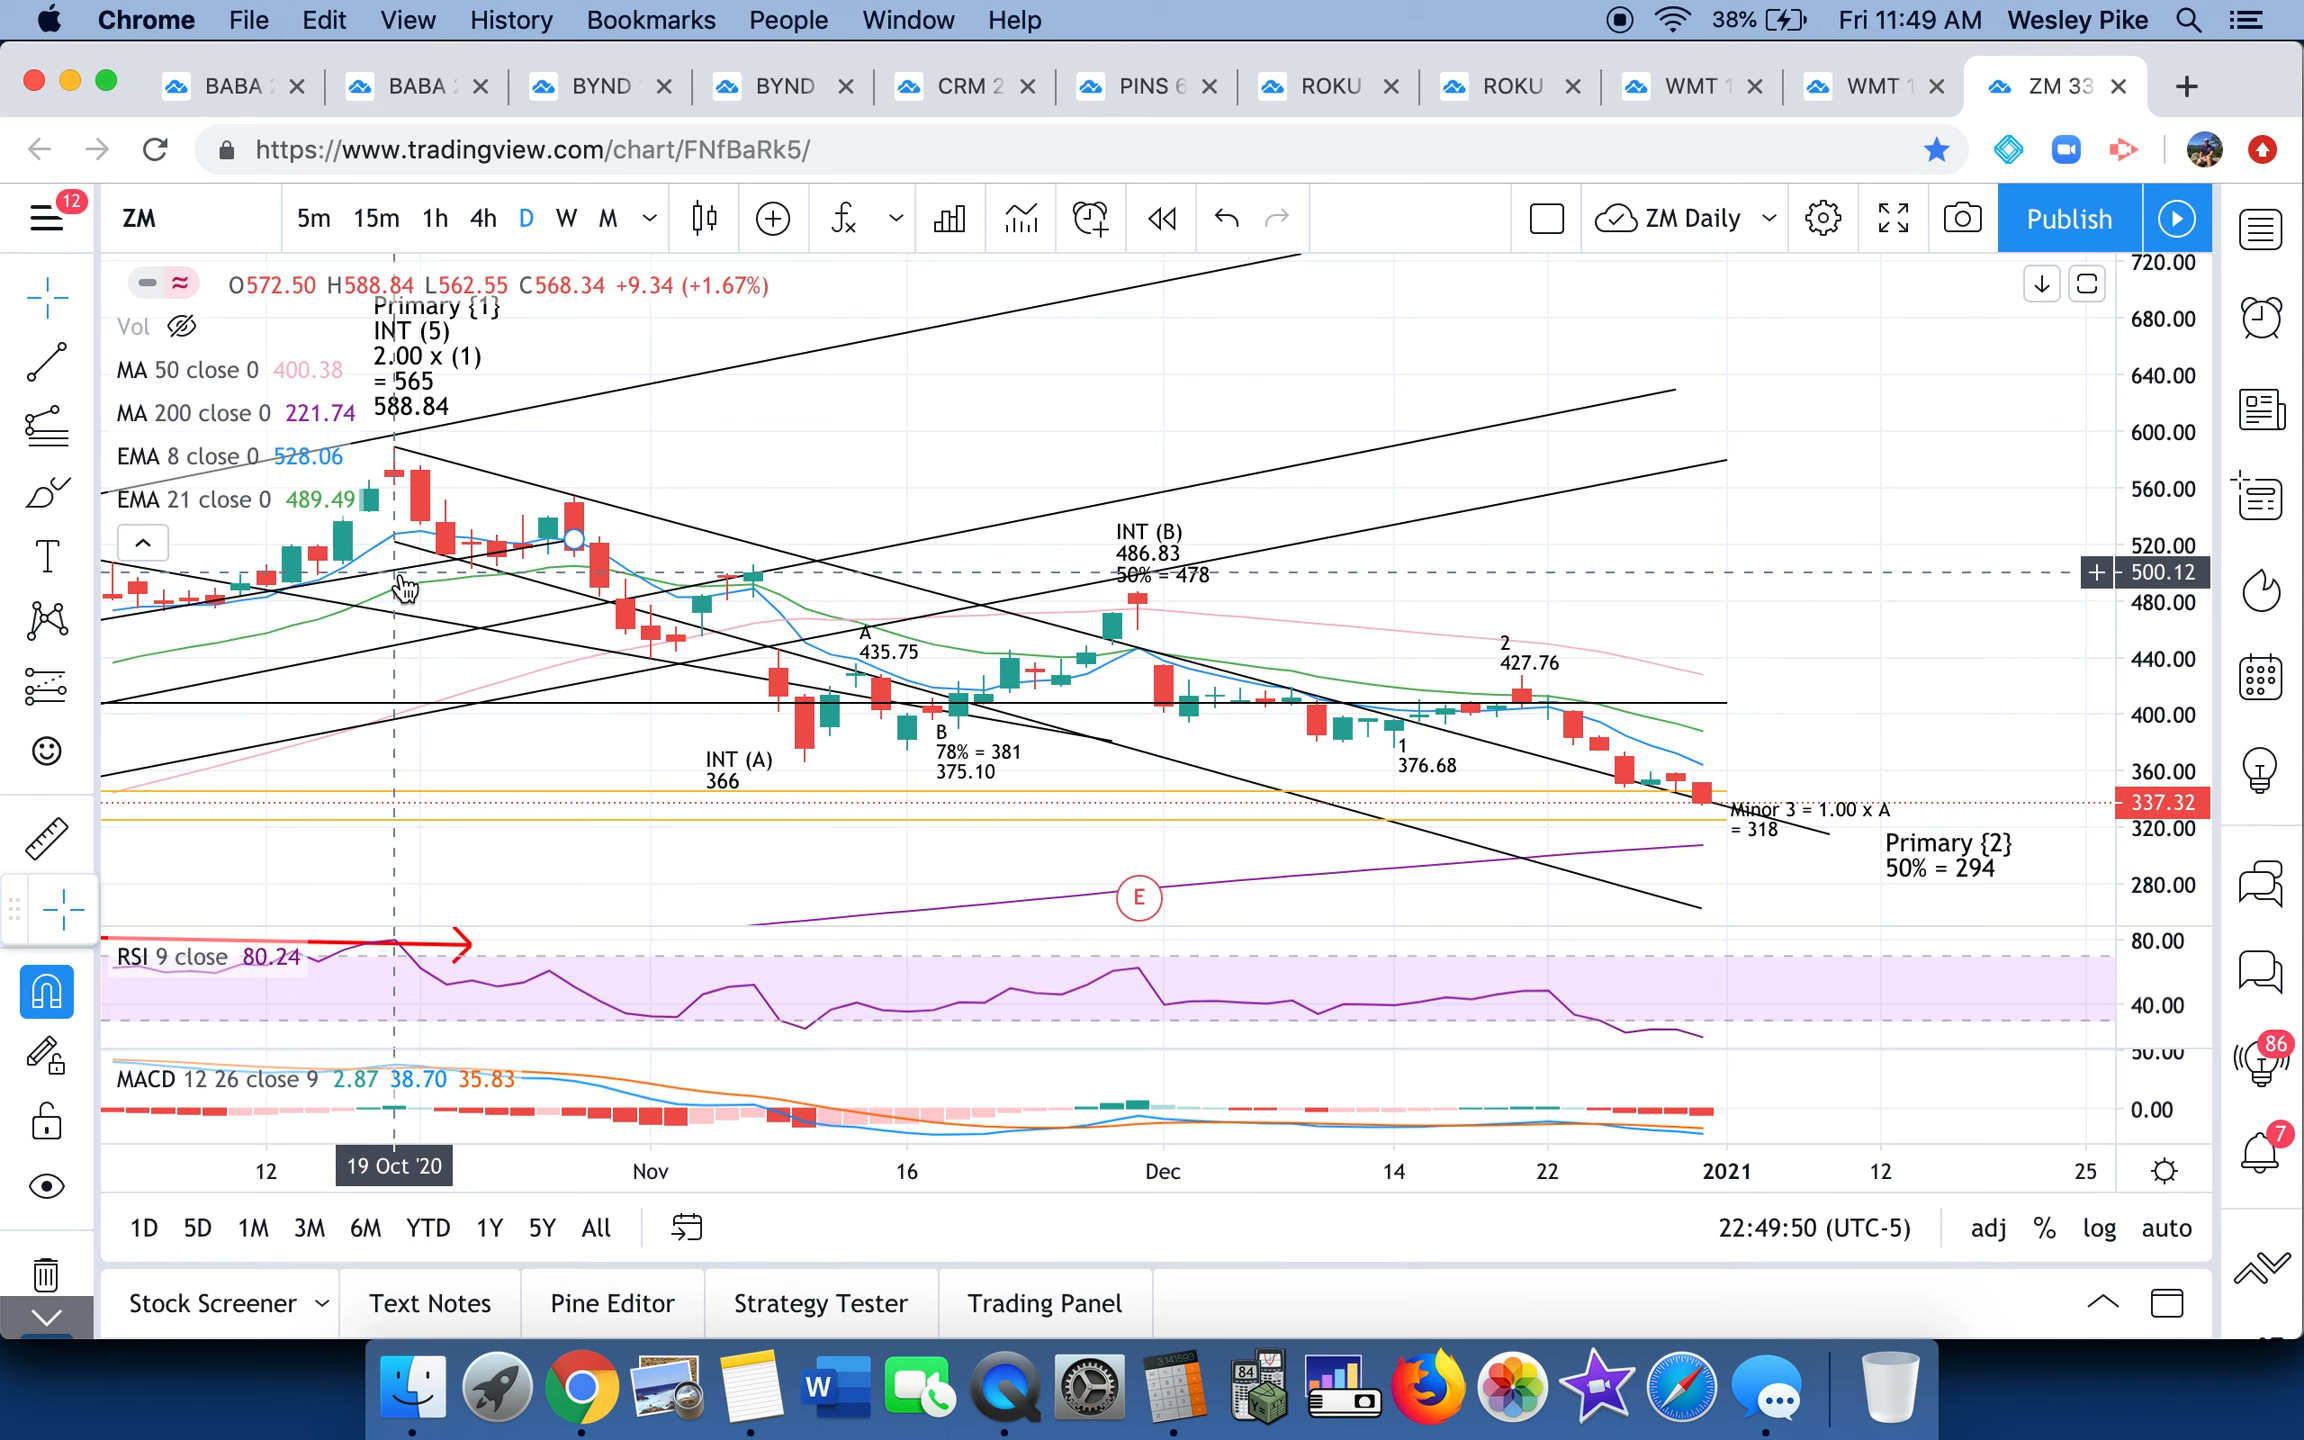 Chrome File Edit View History Bookmarks People Window Help 38% Fri 11:49 AM Wesley Pike
BABA BABA BYND BYND CRM 2 PINS 6 ROKU ROKU WMT 1 WMT 1 ZM 33
https://www.tradingview.com/chart/FNfBaRk5/
12
ZM 5m 15m 1h 4h D W M ZM Daily Publish
O572.50 H588.84 L562.55 C568.34 +9.34 (+1.67%)
Vol
MA 50 close 0 400.38
MA 200 close 0 221.74
EMA 8 close 0 528.06
EMA 21 close 0 489.49
Primary {1}
INT (5)
2.00 x (1)
= 565
588.84
INT (B)
486.83
50% = 478
A
435.75
2
427.76
B
78% = 381
375.10
INT (A)
366
1
376.68
Minor 3 = 1.00 x A
= 318
Primary {2}
50% = 294
E
720.00
680.00
640.00
600.00
560.00
520.00
500.12
480.00
440.00
400.00
360.00
337.32
320.00
280.00
RSI 9 close 80.24
80.00
40.00
MACD 12 26 close 9 2.87 38.70 35.83
50.00
0.00
12 19 Oct '20 Nov 16 Dec 14 22 2021 12 25
86
7
1D 5D 1M 3M 6M YTD 1Y 5Y All 22:49:50 (UTC-5) adj % log auto
Stock Screener Text Notes Pine Editor Strategy Tester Trading Panel
W
3.141593
84